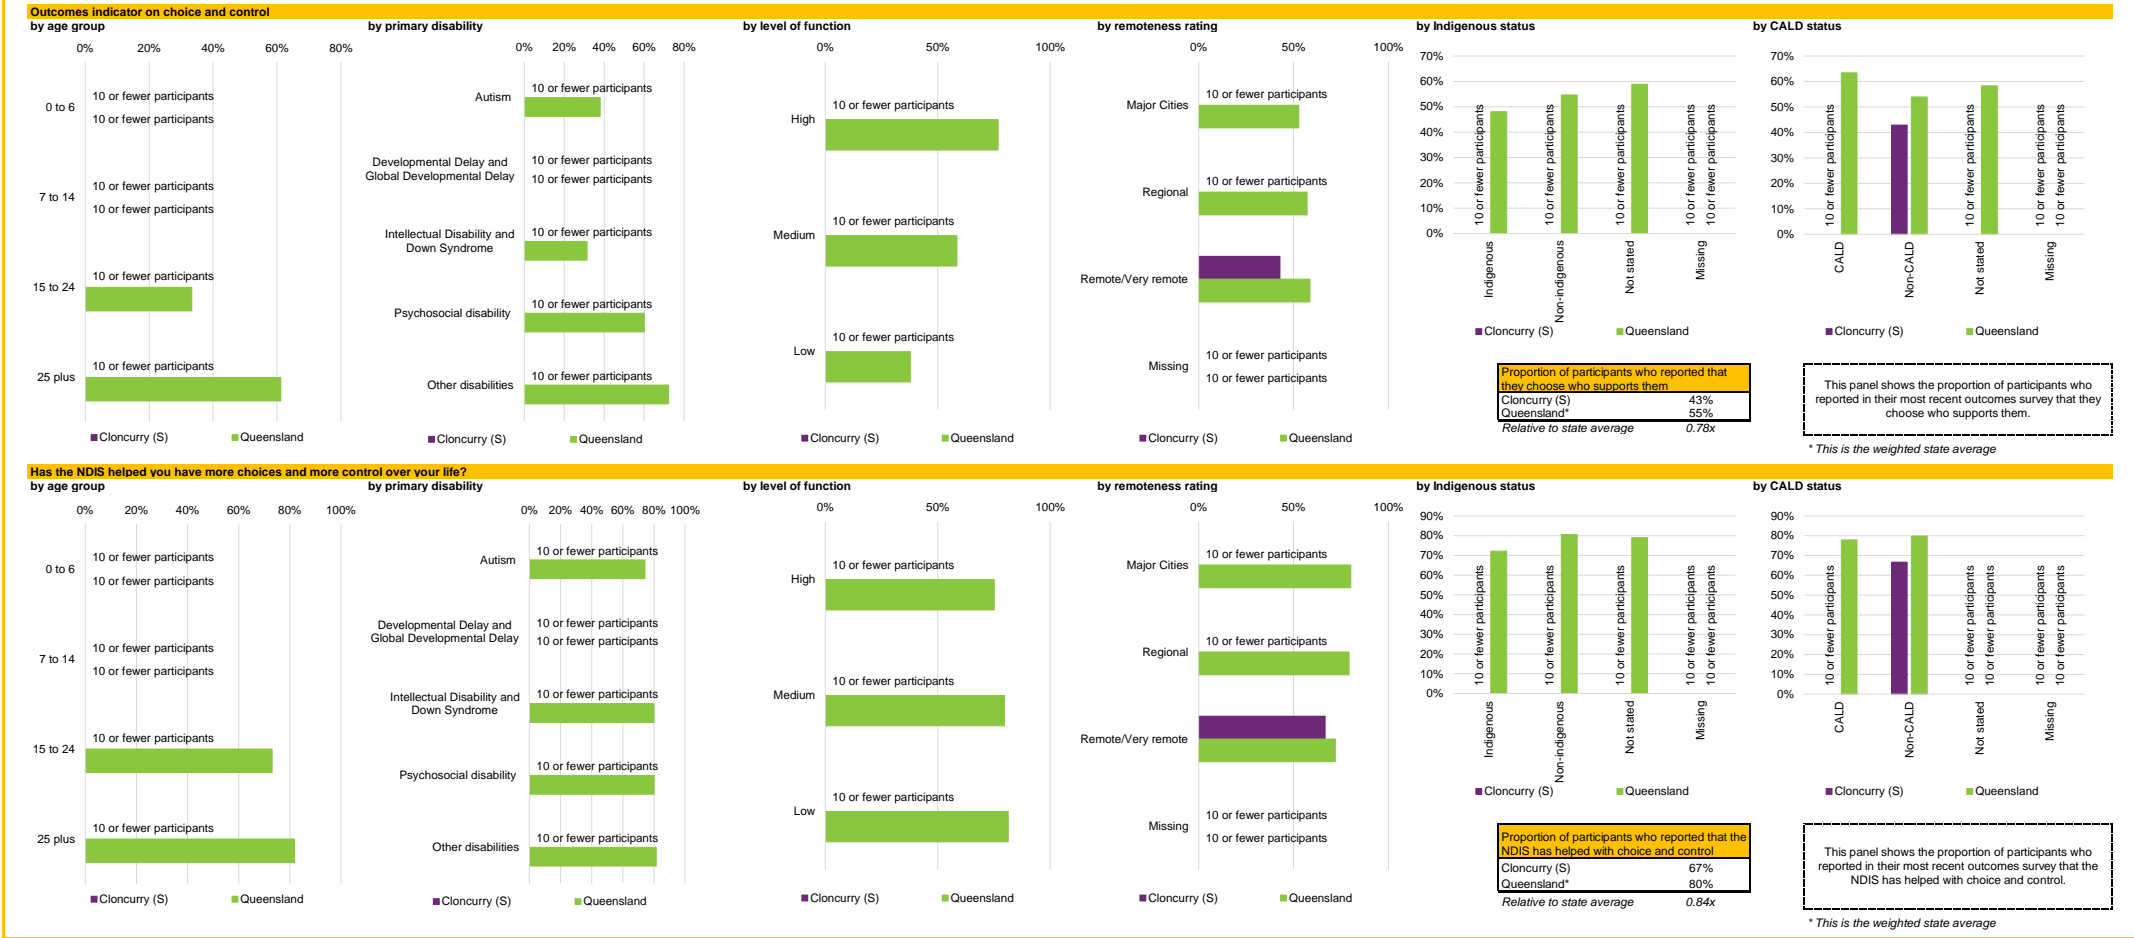 Outcomes indicator on choice and control
by age group
0% 20% 40% 60% 80%
0 to 6
10 or fewer participants
10 or fewer participants
7 to 14
10 or fewer participants
10 or fewer participants
15 to 24
10 or fewer participants
25 plus
10 or fewer participants
Cloncurry (S) Queensland
by primary disability
0% 20% 40% 60% 80%
Autism
10 or fewer participants
Developmental Delay and
Global Developmental Delay
10 or fewer participants
10 or fewer participants
Intellectual Disability and
Down Syndrome
10 or fewer participants
Psychosocial disability
10 or fewer participants
Other disabilities
10 or fewer participants
Cloncurry (S) Queensland
by level of function
0% 50% 100%
High
10 or fewer participants
Medium
10 or fewer participants
Low
10 or fewer participants
Cloncurry (S) Queensland
by remoteness rating
0% 50% 100%
Major Cities
10 or fewer participants
Regional
10 or fewer participants
Remote/Very remote
Missing
10 or fewer participants
10 or fewer participants
Cloncurry (S) Queensland
by Indigenous status
70%
60%
50%
40%
30%
20%
10%
0%
10 or fewer participants
10 or fewer participants
10 or fewer participants
10 or fewer participants
10 or fewer participants
Indigenous
Non-indigenous
Not stated
Missing
Cloncurry (S) Queensland
by CALD status
70%
60%
50%
40%
30%
20%
10%
0%
10 or fewer participants
10 or fewer participants
10 or fewer participants
10 or fewer participants
CALD
Non-CALD
Not stated
Missing
Cloncurry (S) Queensland
Proportion of participants who reported that
they choose who supports them
Cloncurry (S) 43%
Queensland* 55%
Relative to state average 0.78x
This panel shows the proportion of participants who
reported in their most recent outcomes survey that they
choose who supports them.
* This is the weighted state average
Has the NDIS helped you have more choices and more control over your life?
by age group
0% 20% 40% 60% 80% 100%
0 to 6
10 or fewer participants
10 or fewer participants
7 to 14
10 or fewer participants
10 or fewer participants
15 to 24
10 or fewer participants
25 plus
10 or fewer participants
Cloncurry (S) Queensland
by primary disability
0% 20% 40% 60% 80% 100%
Autism
10 or fewer participants
Developmental Delay and
Global Developmental Delay
10 or fewer participants
10 or fewer participants
Intellectual Disability and
Down Syndrome
10 or fewer participants
Psychosocial disability
10 or fewer participants
Other disabilities
10 or fewer participants
Cloncurry (S) Queensland
by level of function
0% 50% 100%
High
10 or fewer participants
Medium
10 or fewer participants
Low
10 or fewer participants
Cloncurry (S) Queensland
by remoteness rating
0% 50% 100%
Major Cities
10 or fewer participants
Regional
10 or fewer participants
Remote/Very remote
Missing
10 or fewer participants
10 or fewer participants
Cloncurry (S) Queensland
by Indigenous status
90%
80%
70%
60%
50%
40%
30%
20%
10%
0%
10 or fewer participants
10 or fewer participants
10 or fewer participants
10 or fewer participants
10 or fewer participants
Indigenous
Non-indigenous
Not stated
Missing
Cloncurry (S) Queensland
by CALD status
90%
80%
70%
60%
50%
40%
30%
20%
10%
0%
10 or fewer participants
10 or fewer participants
10 or fewer participants
10 or fewer participants
10 or fewer participants
CALD
Non-CALD
Not stated
Missing
Cloncurry (S) Queensland
Proportion of participants who reported that the
NDIS has helped with choice and control
Cloncurry (S) 67%
Queensland* 80%
Relative to state average 0.84x
This panel shows the proportion of participants who
reported in their most recent outcomes survey that the
NDIS has helped with choice and control.
* This is the weighted state average